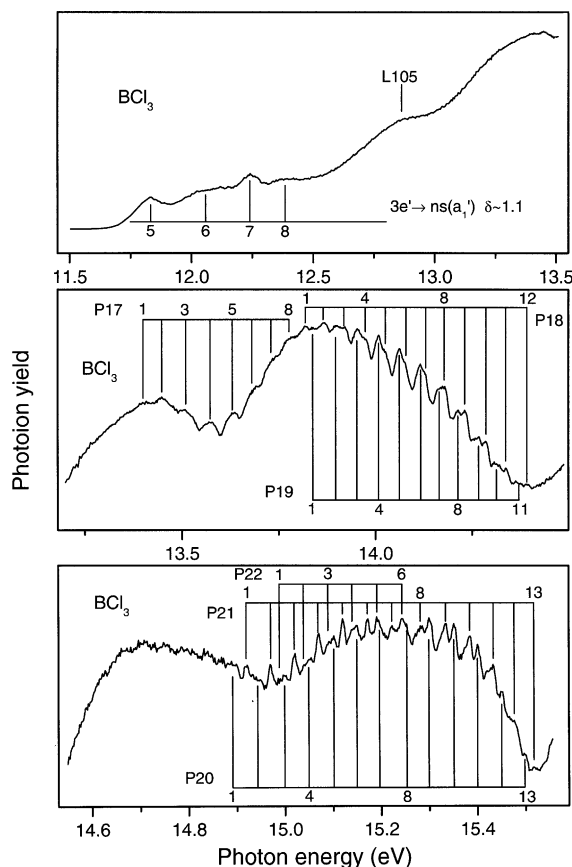 L105
BCl₃
3e'→ ns(a₁') δ~1.1
5 6 7 8
11.5 12.0 12.5 13.0 13.5
P17 1 3 5 8 1 4 8 12
P18
BCl₃
P19
1 4 8 11
13.5 14.0
P22 1 3 6
BCl₃
1 8 13
P21
P20
1 4 8 13
14.6 14.8 15.0 15.2 15.4
Photoion yield
Photon energy (eV)